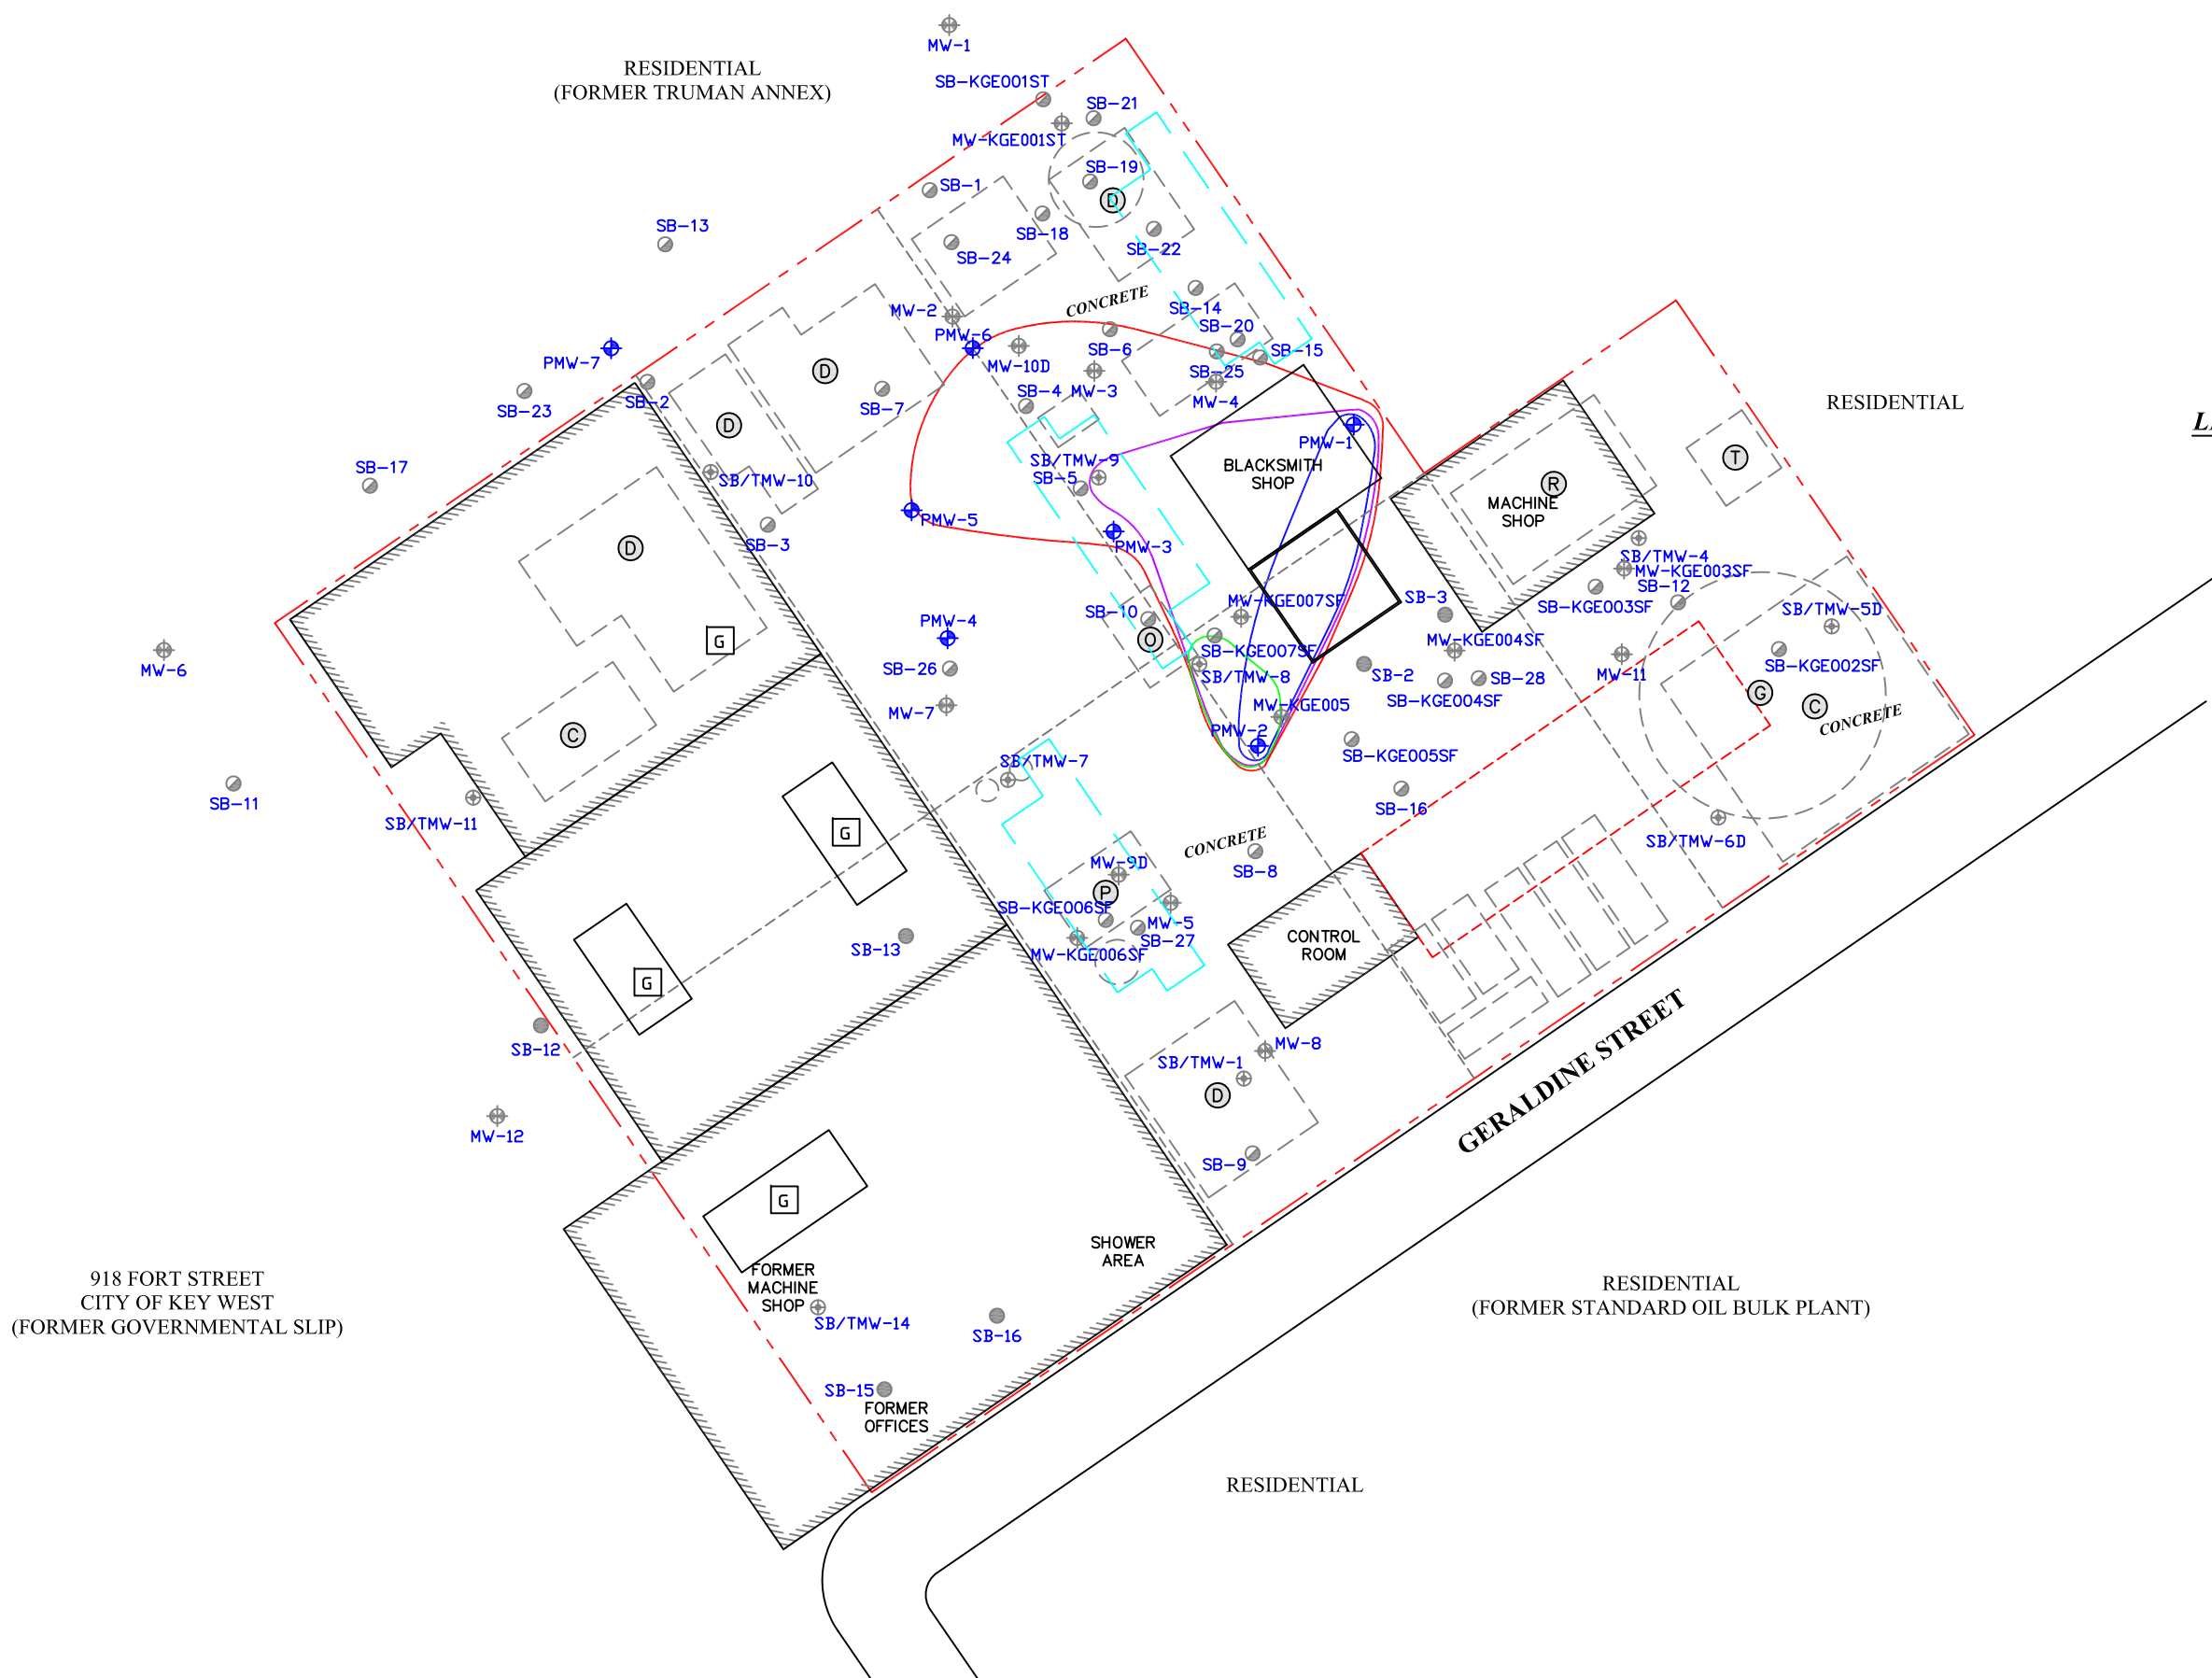 MW-1
RESIDENTIAL
(FORMER TRUMAN ANNEX)
SB-KGE001ST
SB-21
MW-KGE001ST
SB-19
D
SB-1
SB-13
SB-18
SB-22
SB-24
CONCRETE
SB-14
MW-2
SB-20
PMW-6
SB-6
SB-15
PMW-7
MW-10D
D
SB-25
SB-4
MW-3
SB-2
SB-7
MW-4
SB-23
RESIDENTIAL
D
PMW-1
SB-17
SB/TMW-9
BLACKSMITH
SHOP
T
SB/TMW-10
SB-5
R
MACHINE
SHOP
PMW-5
SB-3
PMW-3
D
SB/TMW-4
MW-KGE003SF
SB-12
SB-KGE003SF
SB-3
MW-KGE007SF
SB-10
SB/TMW-5D
PMW-4
G
O
MW-KGE004SF
SB-KGE007SF
MW-6
SB-26
SB/TMW-8
SB-2
SB-28
MW-11
SB-KGE002SF
SB-KGE004SF
G
C
MW-KGE005
MW-7
CONCRETE
PMW-2
C
SB-KGE005SF
SB/TMW-7
SB-11
SB-16
SB/TMW-11
G
CONCRETE
SB/TMW-6D
MW-9D
SB-8
P
SB-KGE006SF
MW-5
SB-27
SB-13
CONTROL
ROOM
MW-KGE006SF
G
SB-12
MW-8
SB/TMW-1
GERALDINE STREET
D
MW-12
SB-9
G
SHOWER
AREA
918 FORT STREET
CITY OF KEY WEST
(FORMER GOVERNMENTAL SLIP)
FORMER
MACHINE
SHOP
RESIDENTIAL
(FORMER STANDARD OIL BULK PLANT)
SB/TMW-14
SB-16
SB-15
FORMER
OFFICES
RESIDENTIAL